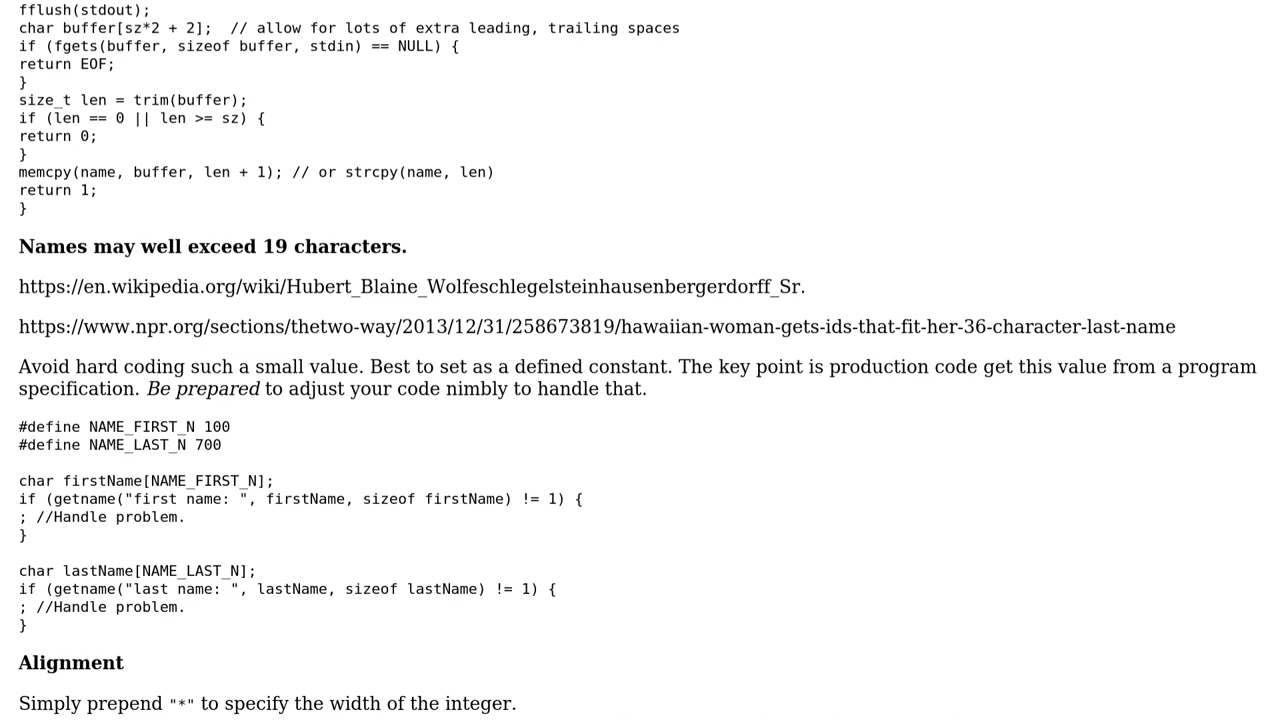 fflush(stdout);
char buffer[sz*2 + 2];  // allow for lots of extra leading, trailing spaces
if (fgets(buffer, sizeof buffer, stdin) == NULL) {
return EOF;
}
size_t len = trim(buffer);
if (len == 0 || len >= sz) {
return 0;
}
memcpy(name, buffer, len + 1); // or strcpy(name, len)
return 1;
}
Names may well exceed 19 characters.
https://en.wikipedia.org/wiki/Hubert_Blaine_Wolfeschlegelsteinhausenbergerdorff_Sr.
https://www.npr.org/sections/thetwo-way/2013/12/31/258673819/hawaiian-woman-gets-ids-that-fit-her-36-character-last-name
Avoid hard coding such a small value. Best to set as a defined constant. The key point is production code get this value from a program
specification. Be prepared to adjust your code nimbly to handle that.
#define NAME_FIRST_N 100
#define NAME_LAST_N 700
char firstName[NAME_FIRST_N];
if (getname("first name: ", firstName, sizeof firstName) != 1) {
; //Handle problem.
}
char lastName[NAME_LAST_N];
if (getname("last name: ", lastName, sizeof lastName) != 1) {
; //Handle problem.
}
Alignment
Simply prepend "*" to specify the width of the integer.